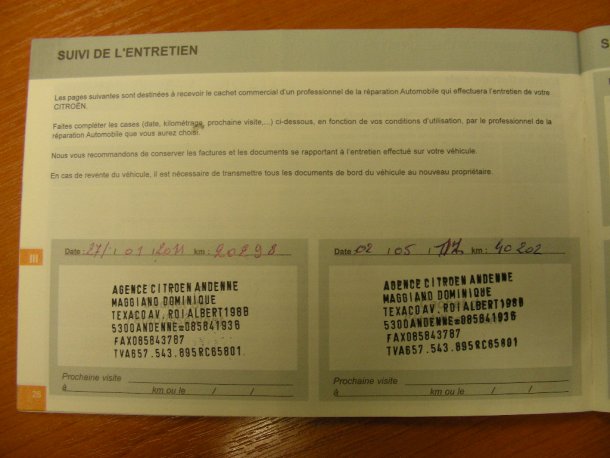 SUIVI DE L'ENTRETIEN
S
Les pages suivantes sont destinées à recevoir le cachet commercial d'un professionnel de la réparation Automobile qui effectuera l'entretien de votre
CITROËN.
Faites compléter les cases (date, kilométrage, prochaine visite,...) ci-dessous, en fonction de vos conditions d'utilisation, par le professionnel de la
réparation Automobile que vous aurez choisi.
Nous vous recommandons de conserver les factures et les documents se rapportant à l'entretien effectué sur votre véhicule.
En cas de revente du véhicule, il est nécessaire de transmettre tous les documents de bord du véhicule au nouveau propriétaire.
III
Date : 27 / 01 / 2011 km : 20298
AGENCE CITROEN ANDENNE
MAGGIANO DOMINIQUE
TEXACO AV. ROI ALBERT 198B
5300 ANDENNE=085841936
FAX085843787
TVA657.543.895RC65801
Prochaine visite
à km ou le / /
Date : 02 / 05 / 12 km : 40202
AGENCE CITROEN ANDENNE
MAGGIANO DOMINIQUE
TEXACO AV. ROI ALBERT 198B
5300 ANDENNE=085841936
FAX085843787
TVA657.543.895RC65801
Prochaine visite
à km ou le / /
26